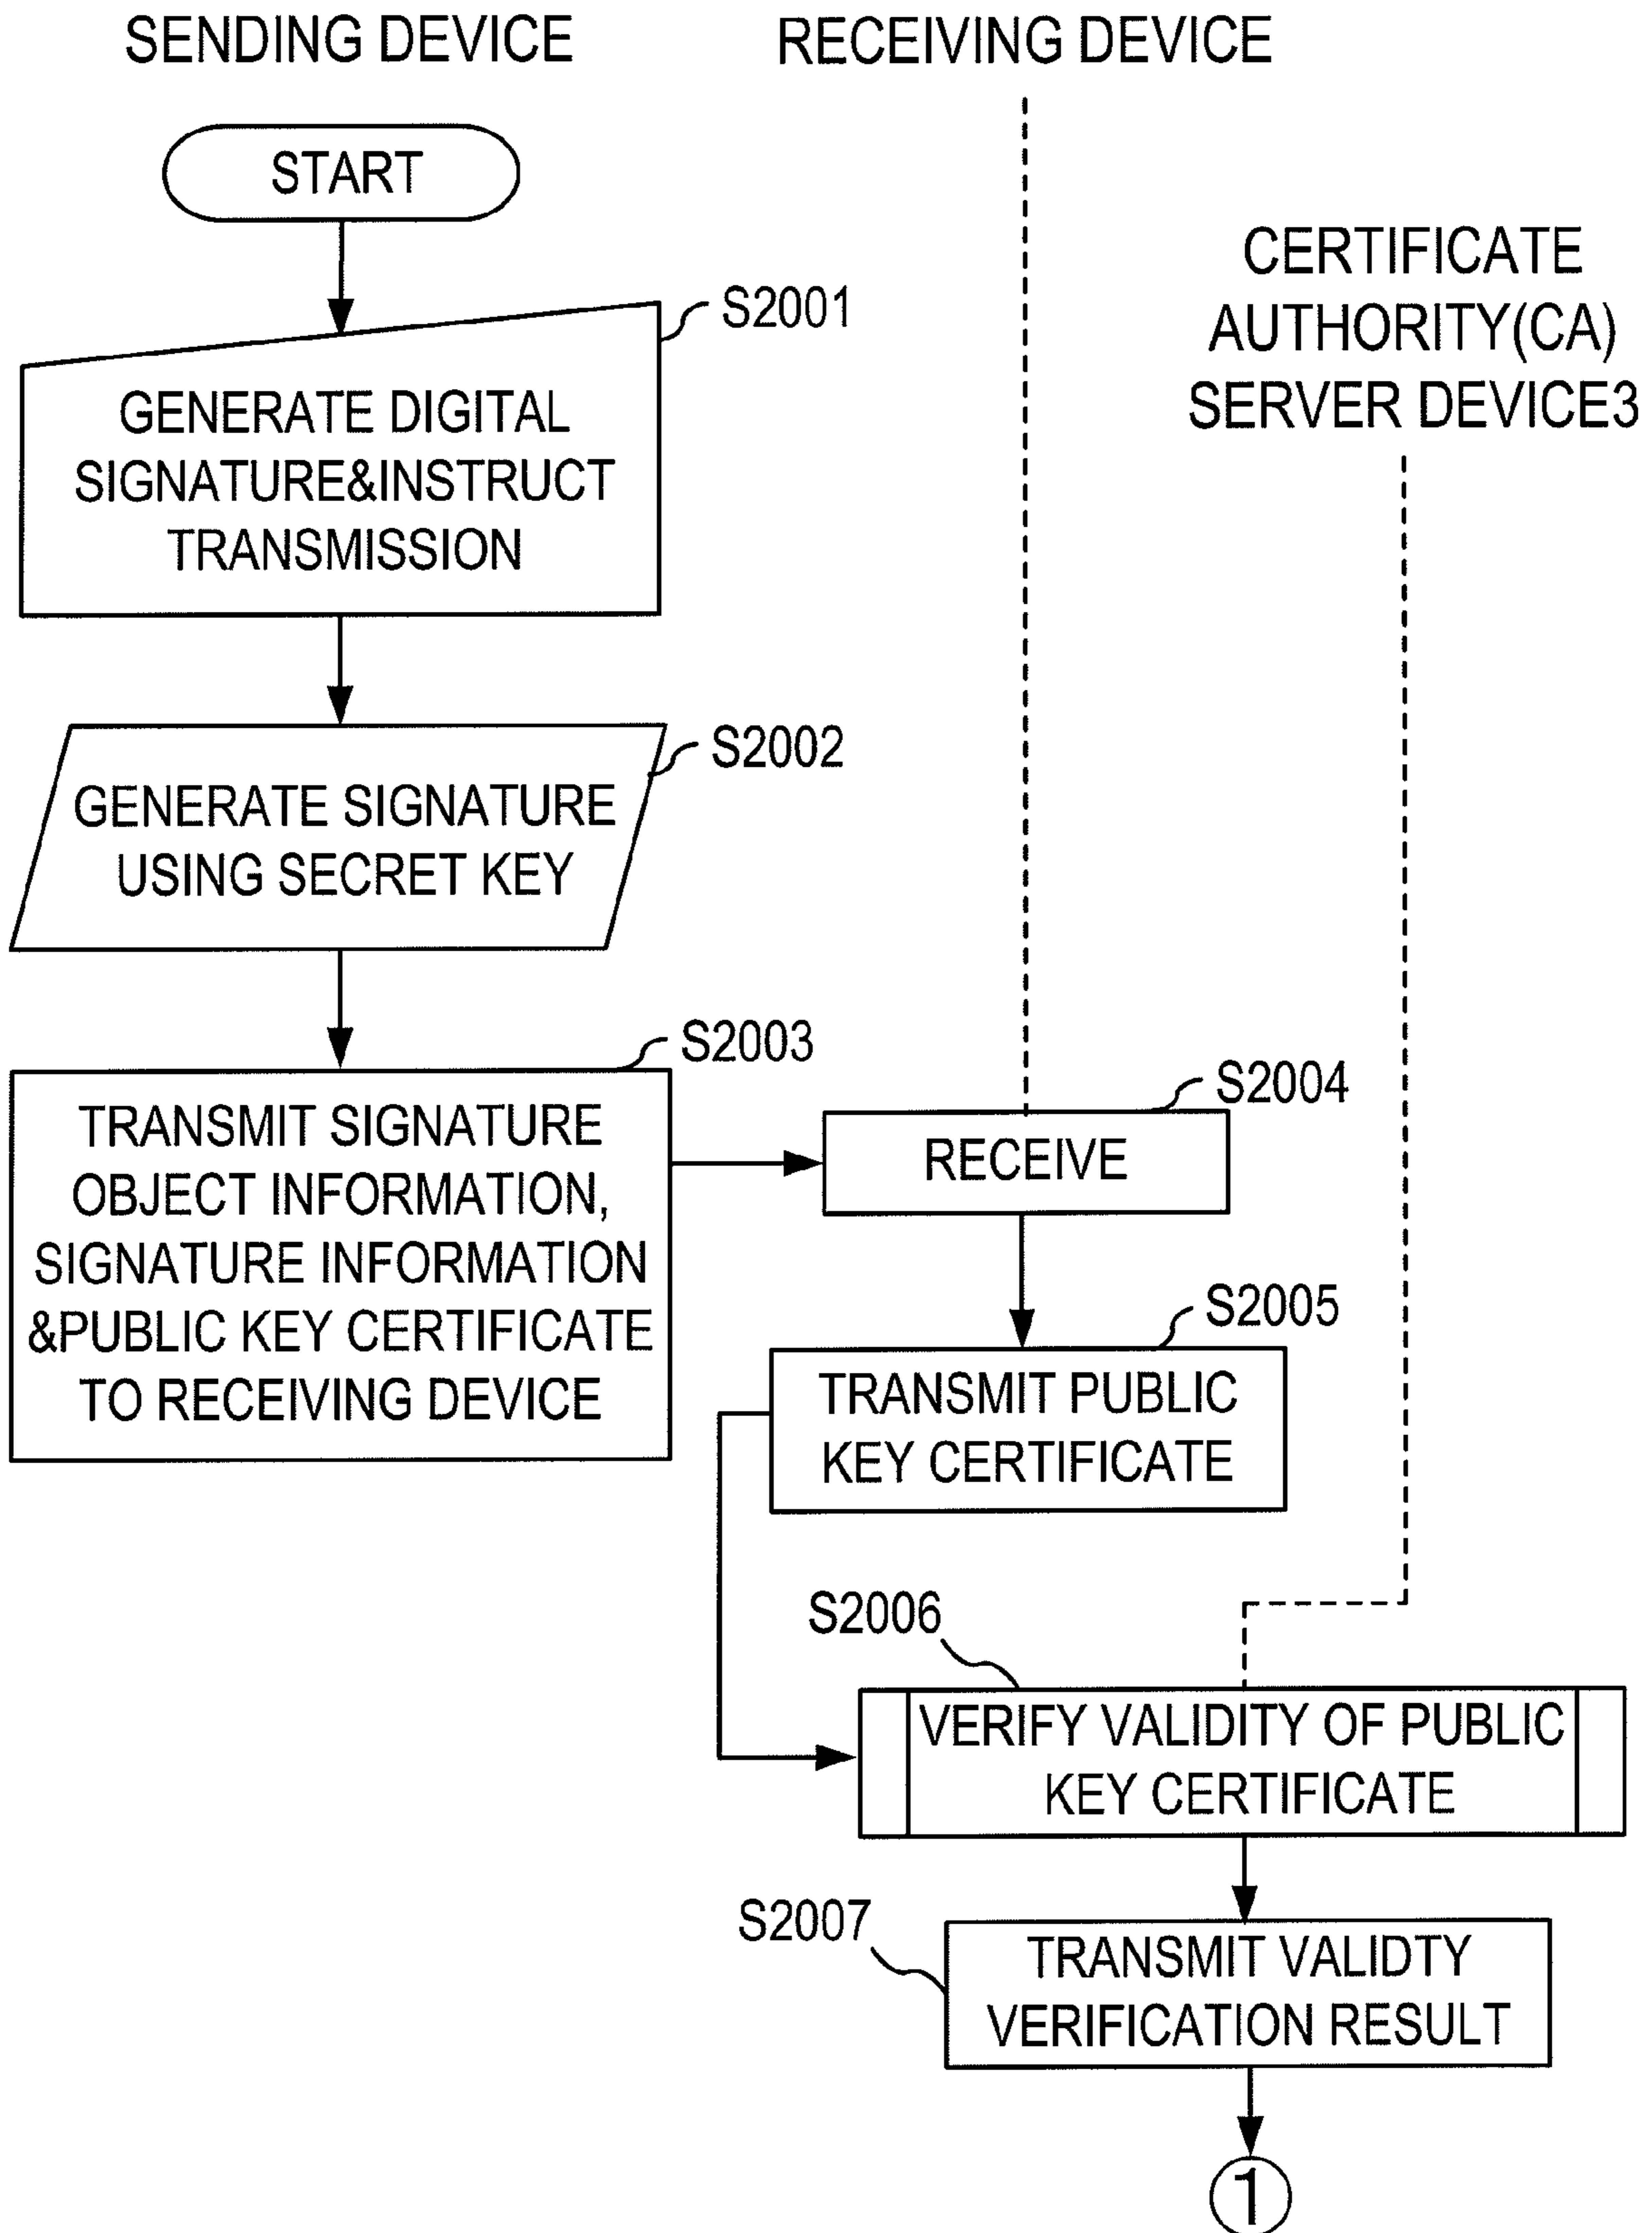 SENDING DEVICE
RECEIVING DEVICE
START
CERTIFICATE
AUTHORITY(CA)
SERVER DEVICE3
S2001
GENERATE DIGITAL
SIGNATURE&INSTRUCT
TRANSMISSION
S2002
GENERATE SIGNATURE
USING SECRET KEY
S2003
TRANSMIT SIGNATURE
OBJECT INFORMATION,
SIGNATURE INFORMATION
&PUBLIC KEY CERTIFICATE
TO RECEIVING DEVICE
S2004
RECEIVE
S2005
TRANSMIT PUBLIC
KEY CERTIFICATE
S2006
VERIFY VALIDITY OF PUBLIC
KEY CERTIFICATE
S2007
TRANSMIT VALIDTY
VERIFICATION RESULT
1